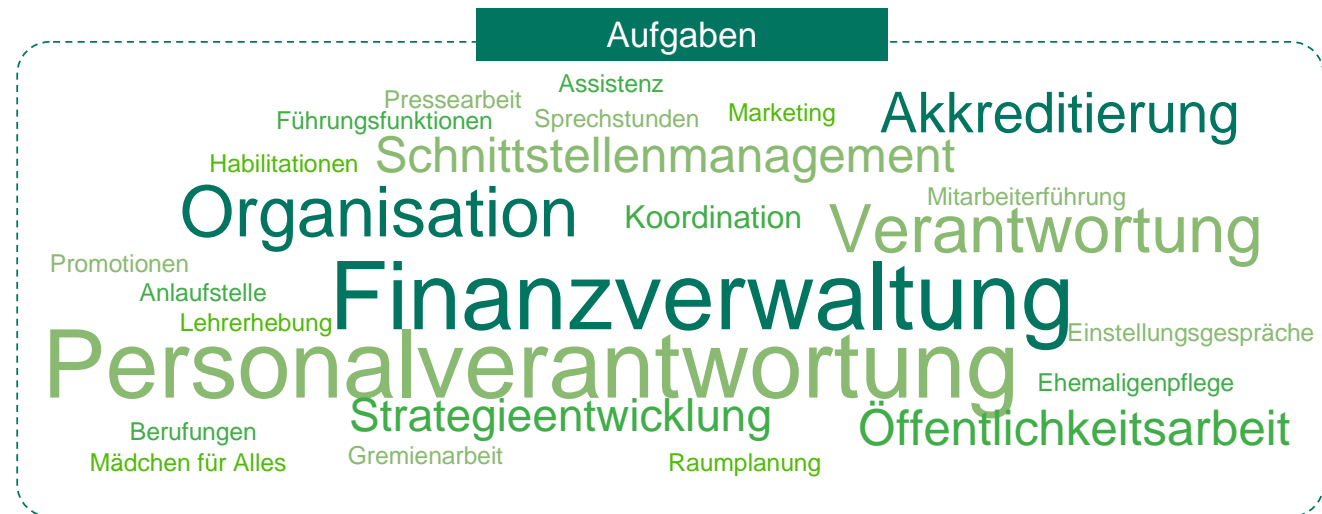 Aufgaben
Assistenz
Pressearbeit
Führungsfunktionen
Sprechstunden
Marketing
Akkreditierung
Habilitationen
Schnittstellenmanagement
Organisation
Koordination
Mitarbeiterführung
Verantwortung
Promotionen
Anlaufstelle
Lehrerhebung
Finanzverwaltung
Einstellungsgespräche
Personalverantwortung
Ehemaligenpflege
Strategieentwicklung
Öffentlichkeitsarbeit
Berufungen
Mädchen für Alles
Gremienarbeit
Raumplanung